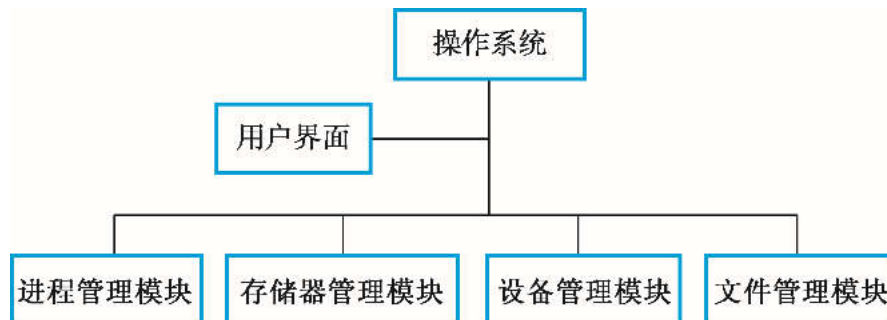 操作系统
用户界面
进程管理模块
存储器管理模块
设备管理模块
文件管理模块